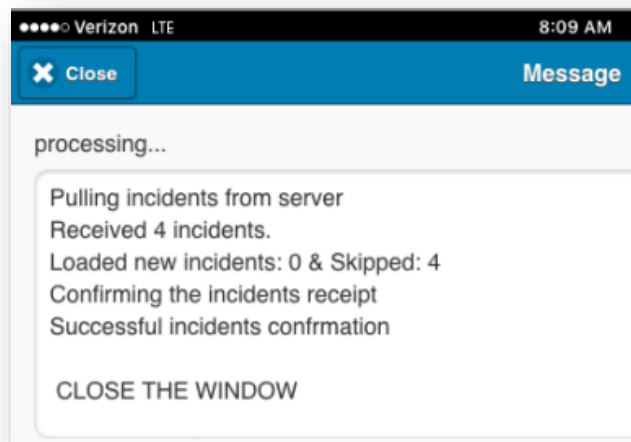 Verizon LTE 8:09 AM
Close Message
processing...
Pulling incidents from server
Received 4 incidents.
Loaded new incidents: 0 & Skipped: 4
Confirming the incidents receipt
Successful incidents confrmation
CLOSE THE WINDOW